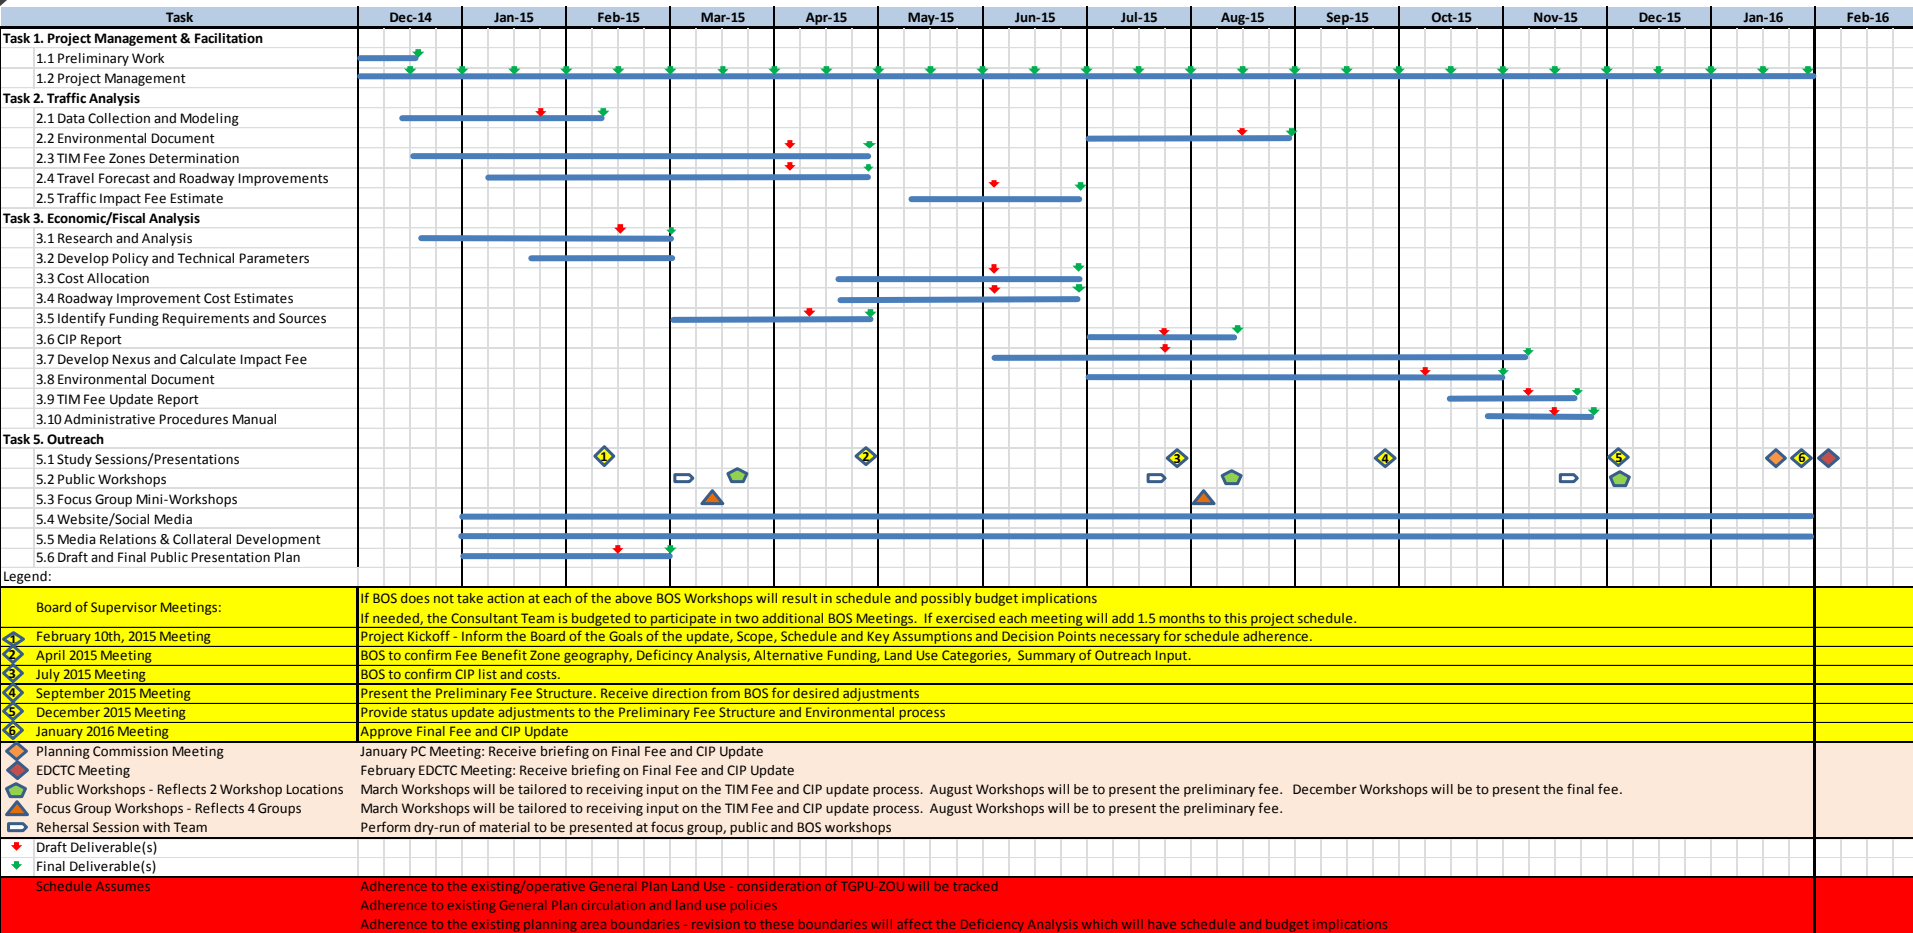 Task Dec-14 Jan-15 Feb-15 Mar-15 Apr-15 May-15 Jun-15 Jul-15 Aug-15 Sep-15 Oct-15 Nov-15 Dec-15 Jan-16 Feb-16
Task 1. Project Management & Facilitation
1.1 Preliminary Work
1.2 Project Management
Task 2. Traffic Analysis
2.1 Data Collection and Modeling
2.2 Environmental Document
2.3 TIM Fee Zones Determination
2.4 Travel Forecast and Roadway Improvements
2.5 Traffic Impact Fee Estimate
Task 3. Economic/Fiscal Analysis
3.1 Research and Analysis
3.2 Develop Policy and Technical Parameters
3.3 Cost Allocation
3.4 Roadway Improvement Cost Estimates
3.5 Identify Funding Requirements and Sources
3.6 CIP Report
3.7 Develop Nexus and Calculate Impact Fee
3.8 Environmental Document
3.9 TIM Fee Update Report
3.10 Administrative Procedures Manual
Task 5. Outreach
5.1 Study Sessions/Presentations 1 2 3 4 5 6
5.2 Public Workshops
5.3 Focus Group Mini-Workshops
5.4 Website/Social Media
5.5 Media Relations & Collateral Development
5.6 Draft and Final Public Presentation Plan
Legend:
Board of Supervisor Meetings:
If BOS does not take action at each of the above BOS Workshops will result in schedule and possibly budget implications
If needed, the Consultant Team is budgeted to participate in two additional BOS Meetings. If exercised each meeting will add 1.5 months to this project schedule.
1 February 10th, 2015 Meeting Project Kickoff - Inform the Board of the Goals of the update, Scope, Schedule and Key Assumptions and Decision Points necessary for schedule adherence.
2 April 2015 Meeting BOS to confirm Fee Benefit Zone geography, Deficincy Analysis, Alternative Funding, Land Use Categories, Summary of Outreach Input.
3 July 2015 Meeting BOS to confirm CIP list and costs.
4 September 2015 Meeting Present the Preliminary Fee Structure. Receive direction from BOS for desired adjustments
5 December 2015 Meeting Provide status update adjustments to the Preliminary Fee Structure and Environmental process
6 January 2016 Meeting Approve Final Fee and CIP Update
Planning Commission Meeting January PC Meeting: Receive briefing on Final Fee and CIP Update
EDCTC Meeting February EDCTC Meeting: Receive briefing on Final Fee and CIP Update
Public Workshops - Reflects 2 Workshop Locations March Workshops will be tailored to receiving input on the TIM Fee and CIP update process. August Workshops will be to present the preliminary fee. December Workshops will be to present the final fee.
Focus Group Workshops - Reflects 4 Groups March Workshops will be tailored to receiving input on the TIM Fee and CIP update process. August Workshops will be to present the preliminary fee.
Rehersal Session with Team Perform dry-run of material to be presented at focus group, public and BOS workshops
Draft Deliverable(s)
Final Deliverable(s)
Schedule Assumes Adherence to the existing/operative General Plan Land Use - consideration of TGPU-ZOU will be tracked
Adherence to existing General Plan circulation and land use policies
Adherence to the existing planning area boundaries - revision to these boundaries will affect the Deficiency Analysis which will have schedule and budget implications